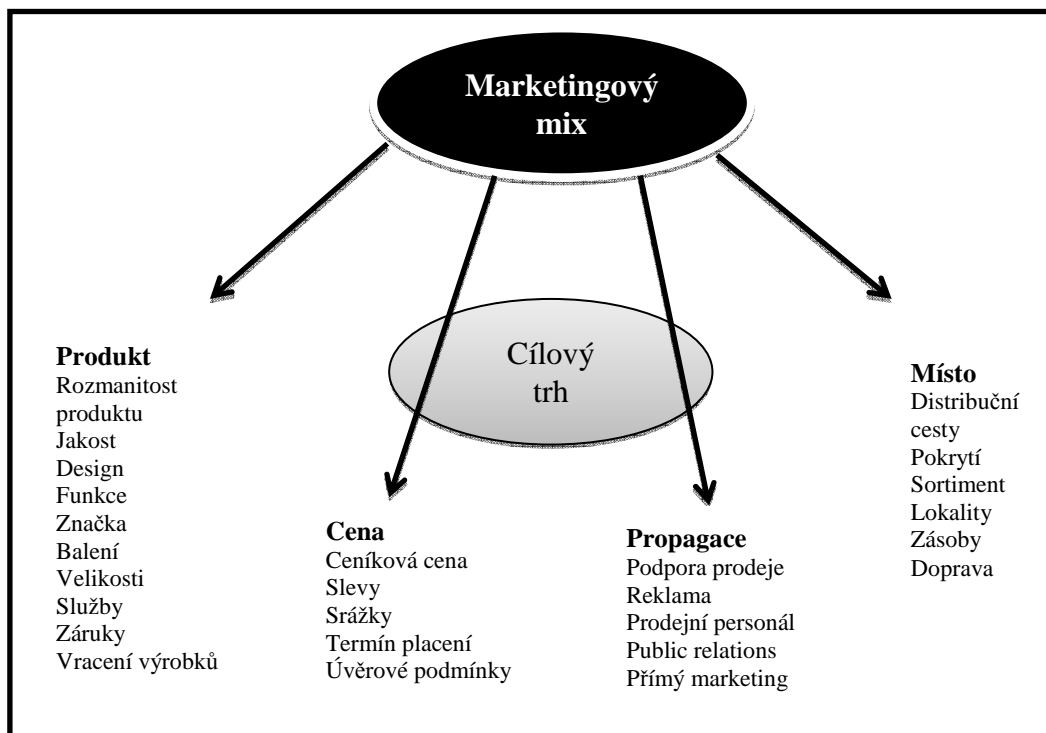 Marketingový
mix
Cílový
trh
Produkt
Rozmanitost
produktu
Jakost
Design
Funkce
Značka
Balení
Velikosti
Služby
Záruky
Vracení výrobků
Cena
Ceníková cena
Slevy
Srážky
Termín placení
Úvěrové podmínky
Propagace
Podpora prodeje
Reklama
Prodejní personál
Public relations
Přímý marketing
Místo
Distribuční
cesty
Pokrytí
Sortiment
Lokality
Zásoby
Doprava